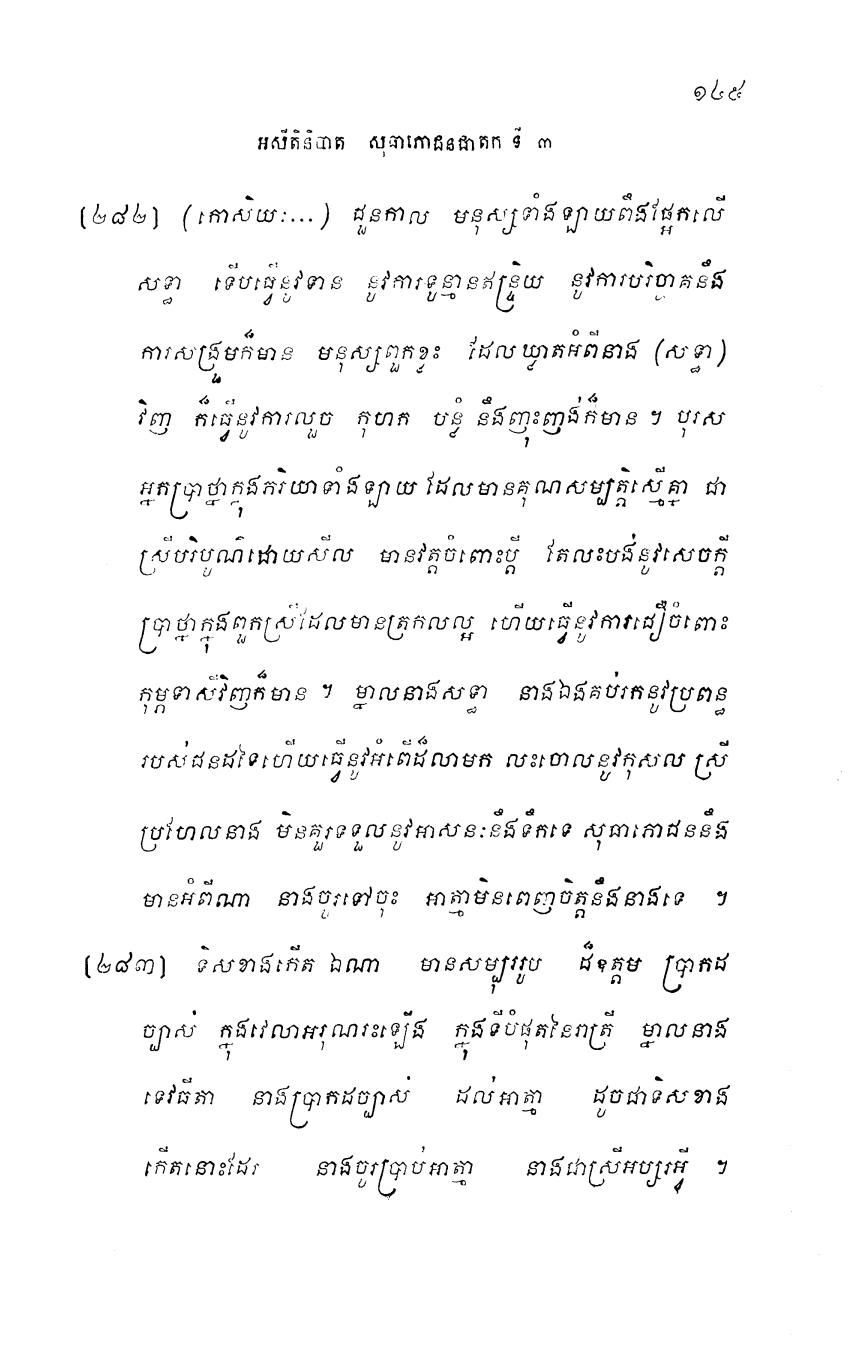 ១៤៩
អសីតិនិបាត សុធាភោជនជាតក ទី ៣
[២៨២] (កោសិយៈ...) ជួនកាល មនុស្សទាំងឡាយពឹងផ្អែកលើ
សទ្ធា ទើបធ្វើនូវទាន នូវការទូន្មានឥន្ទ្រិយ នូវការបរិច្ចាគនឹង
ការសង្រួមក៏មាន មនុស្សពួកខ្លះ ដែលឃ្លាតអំពីនាង (សទ្ធា)
វិញ ក៏ធ្វើនូវការលួច កុហក បន្លំ នឹងញុះញង់ក៏មាន ។ បុរស
អ្នកប្រាថ្នាក្នុងភរិយាទាំងឡាយ ដែលមានគុណសម្បត្តិស្មើគ្នា ជា
ស្រីបរិបូណ៌ដោយសីល មានវត្តចំពោះប្តី តែលះបង់នូវសេចក្តី
ប្រាថ្នាក្នុងពួកស្រីដែលមានត្រកូលល្អ ហើយធ្វើនូវការជឿចំពោះ
កុម្ភទាសីវិញក៏មាន ។ ម្នាលនាងសទ្ធា នាងឯងគប់រកនូវប្រពន្ធ
របស់ជនដទៃហើយធ្វើនូវអំពើដ៏លាមក លះចោលនូវកុសល ស្រី
ប្រហែលនាង មិនគួរទទួលនូវអាសនៈនឹងទឹកទេ សុធាភោជននឹង
មានអំពីណា នាងចូរទៅចុះ អាត្មាមិនពេញចិត្តនឹងនាងទេ ។
[២៨៣] ទិសខាងកើត ឯណា មានសម្បុររូប ដ៏ឧត្តម ប្រាកដ
ច្បាស់ ក្នុងវេលាអរុណរះឡើង ក្នុងទីបំផុតនៃរាត្រី ម្នាលនាង
ទេវធីតា នាងប្រាកដច្បាស់ ដល់អាត្មា ដូចជាទិសខាង
កើតនោះដែរ នាងចូរប្រាប់អាត្មា នាងជាស្រីអប្សរអ្វី ។